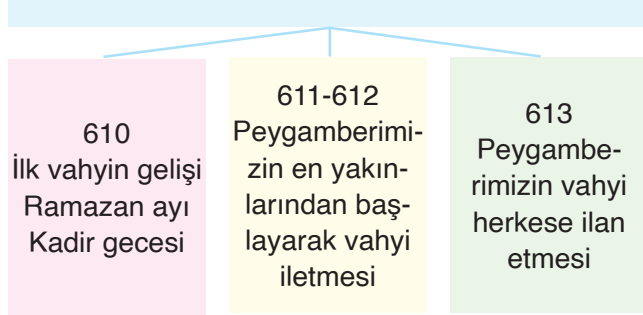 610
İlk vahyin gelişi
Ramazan ayı
Kadir gecesi
611-612
Peygamberimi-
zin en yakın-
larından baş-
layarak vahyi
iletmesi
613
Peygambe-
rimizin vahyi
herkese ilan
etmesi